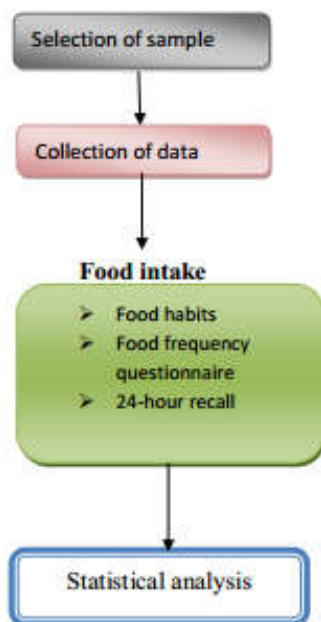 Selection of sample
Collection of data
Food intake
➢ Food habits
➢ Food frequency
questionnaire
➢ 24-hour recall
Statistical analysis